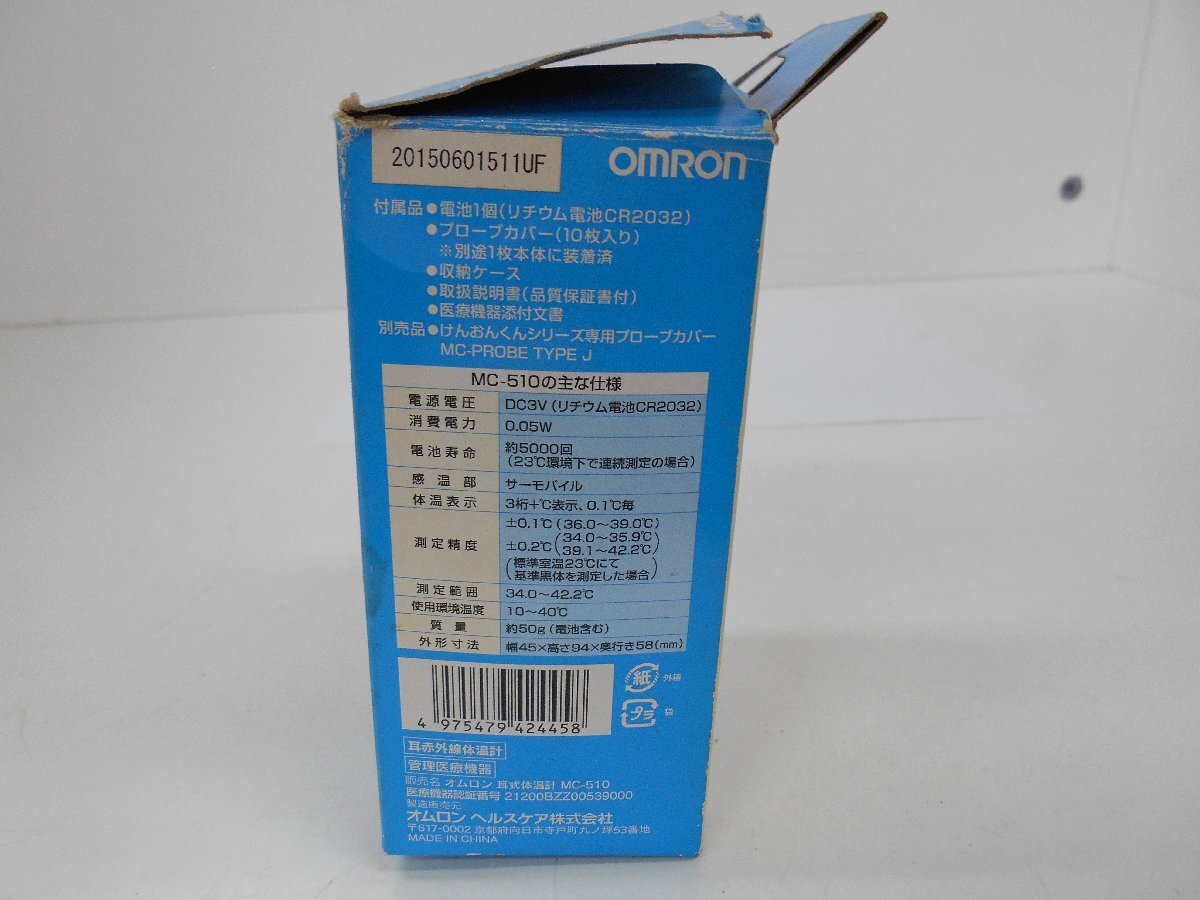 20150601511UF
OMRON
付属品●電池1個(リチウム電池CR2032)
●プローブカバー(10枚入り)
※別途1枚本体に装着済
●収納ケース
●取扱説明書(品質保証書付)
●医療機器添付文書
別売品●けんおんくんシリーズ専用プローブカバー
MC-PROBE TYPE J
MC-510の主な仕様
電源電圧 DC3V(リチウム電池CR2032)
消費電力 0.05W
電池寿命 約5000回
(23℃環境下で連続測定の場合)
感温部 サーモパイル
体温表示 3桁+℃表示、0.1℃毎
測定精度 ±0.1℃(36.0〜39.0℃)
±0.2℃(34.0〜35.9℃
39.1〜42.2℃)
(標準室温23℃にて
基準黒体を測定した場合)
測定範囲 34.0〜42.2℃
使用環境温度 10〜40℃
質量 約50g(電池含む)
外形寸法 幅45×高さ94×奥行き58(mm)
紙 外箱
プラ 袋
4 975479 424458
耳赤外線体温計
管理医療機器
販売名 オムロン 耳式体温計 MC-510
医療機器認証番号 21200BZZ00539000
製造販売元
オムロン ヘルスケア株式会社
〒617-0002 京都府向日市寺戸町九ノ坪53番地
MADE IN CHINA